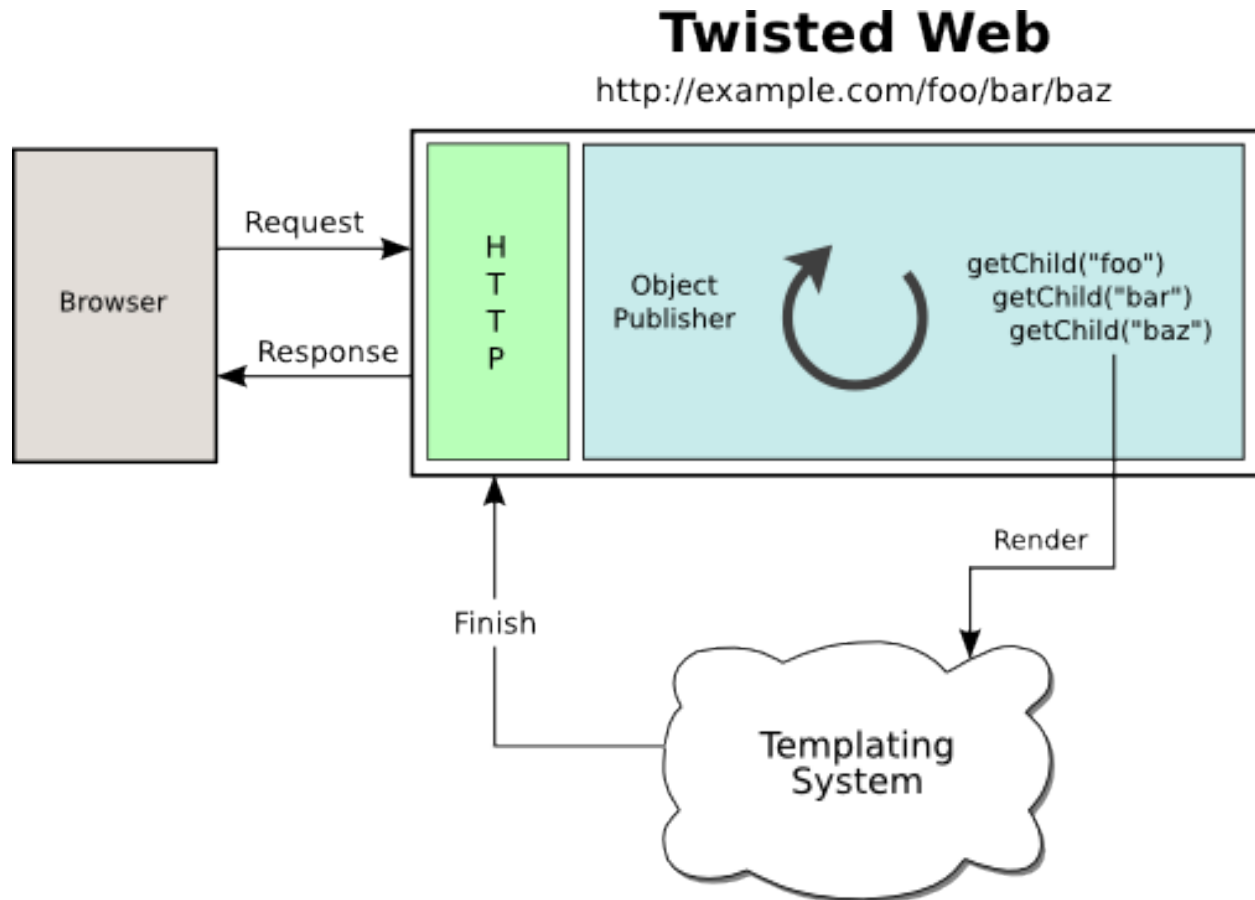 Twisted Web
http://example.com/foo/bar/baz
Browser
Request
Response
H
T
T
P
Object
Publisher
getChild("foo")
getChild("bar")
getChild("baz")
Render
Finish
Templating
System